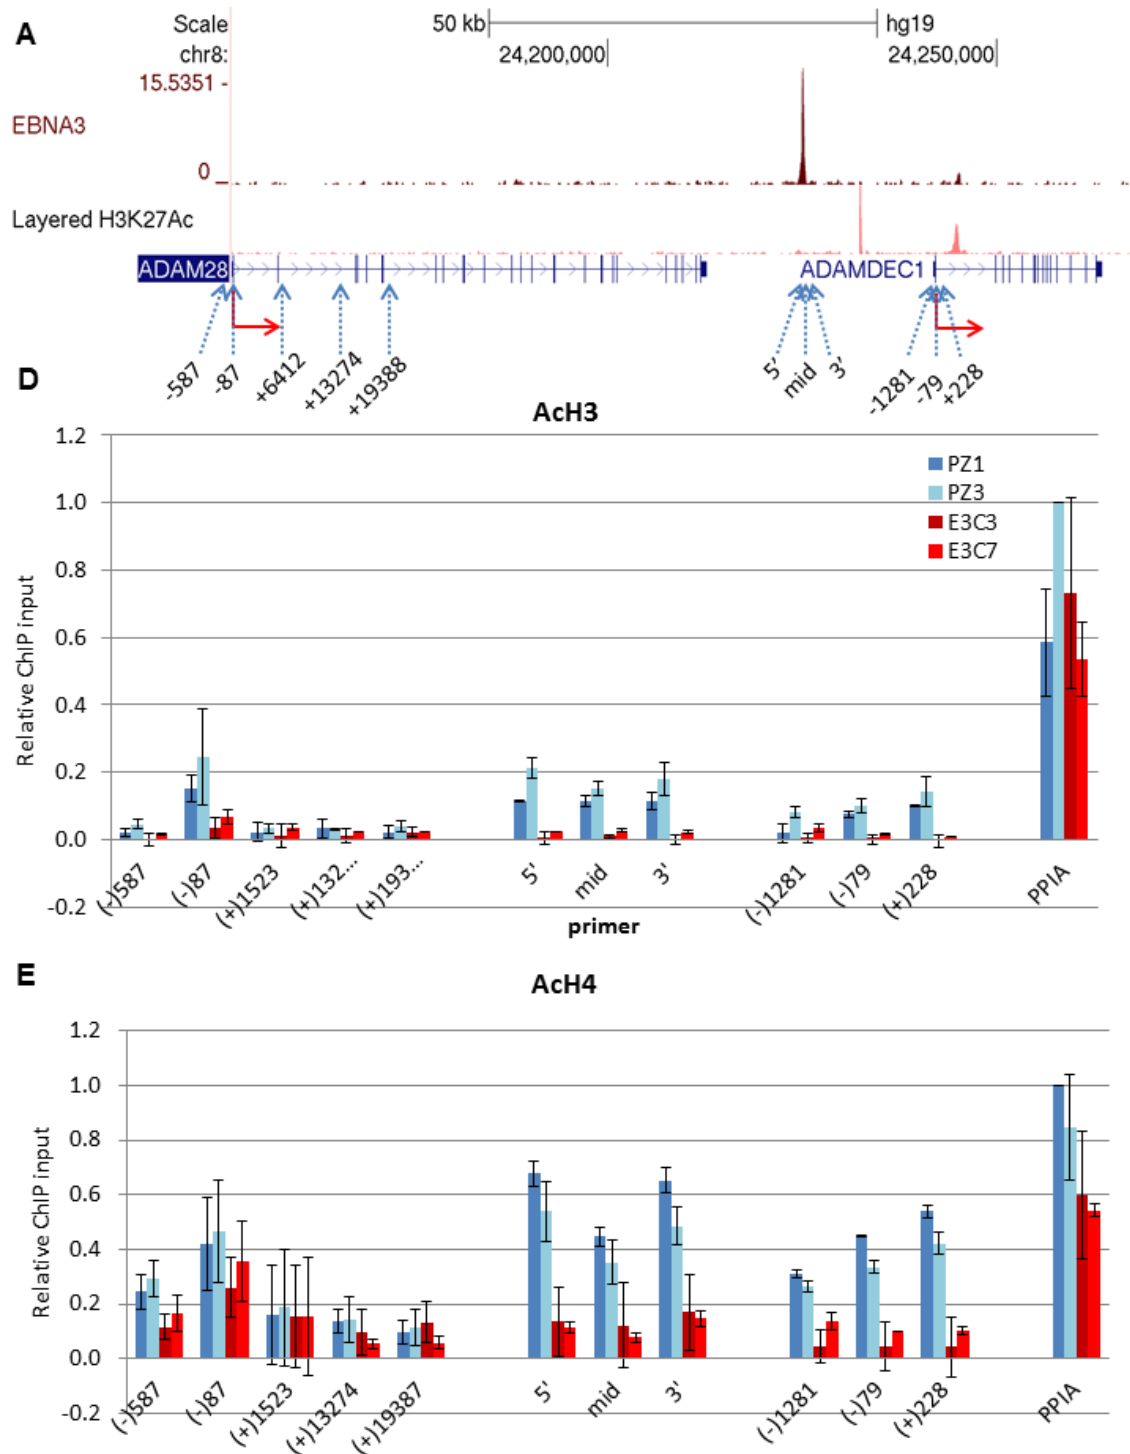 A
Scale 50 kb hg19
chr8: 24,200,000 24,250,000
15.5351 -
EBNA3
0
Layered H3K27Ac
ADAM28 ADAMDEC1
-587 -87 +6412 +13274 +19388 5' mid 3' -1281 -79 +228
D
AcH3
1.2
1.0
0.8
0.6
0.4
0.2
0.0
-0.2
Relative ChIP input
PZ1
PZ3
E3C3
E3C7
(-)587 (-)87 (+)1523 (+)132... (+)193... 5' mid 3' (-)1281 (-)79 (+)228 PPIA
primer
E
AcH4
1.2
1.0
0.8
0.6
0.4
0.2
0.0
-0.2
Relative ChIP input
(-)587 (-)87 (+)1523 (+)13274 (+)19387 5' mid 3' (-)1281 (-)79 (+)228 PPIA